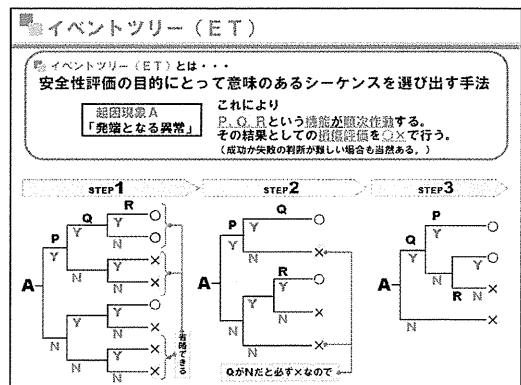 イベントツリー(ET)
イベントツリー(ET)とは・・・
安全性評価の目的にとって意味のあるシーケンスを選び出す手法
起因現象A
「発端となる異常」
これにより
P、Q、Rという機能が順次作動する。
その結果としての損傷評価を○×で行う。
(成功か失敗の判断が難しい場合も当然ある。)
STEP1
STEP2
STEP3
P Q R
A
Y Y Y ○
N ○
N Y ×
N ×
N Y Y ○
N ×
N Y ×
N ×
省略できる
P Q
A
Y Y ○
N ×
R
N Y Y ○
N ×
N ×
QがNだと必ず×なので
Q P
A
Y Y ○
N Y ○
R N ×
N ×